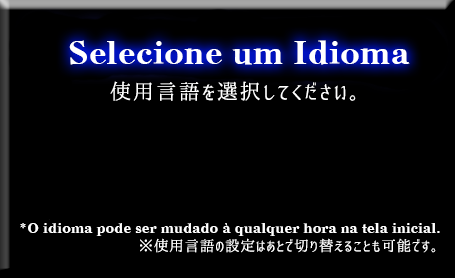 Selecione um Idioma
使用言語を選択してください。
*O idioma pode ser mudado à qualquer hora na tela inicial.
※使用言語の設定はあとで切り替えることも可能です。